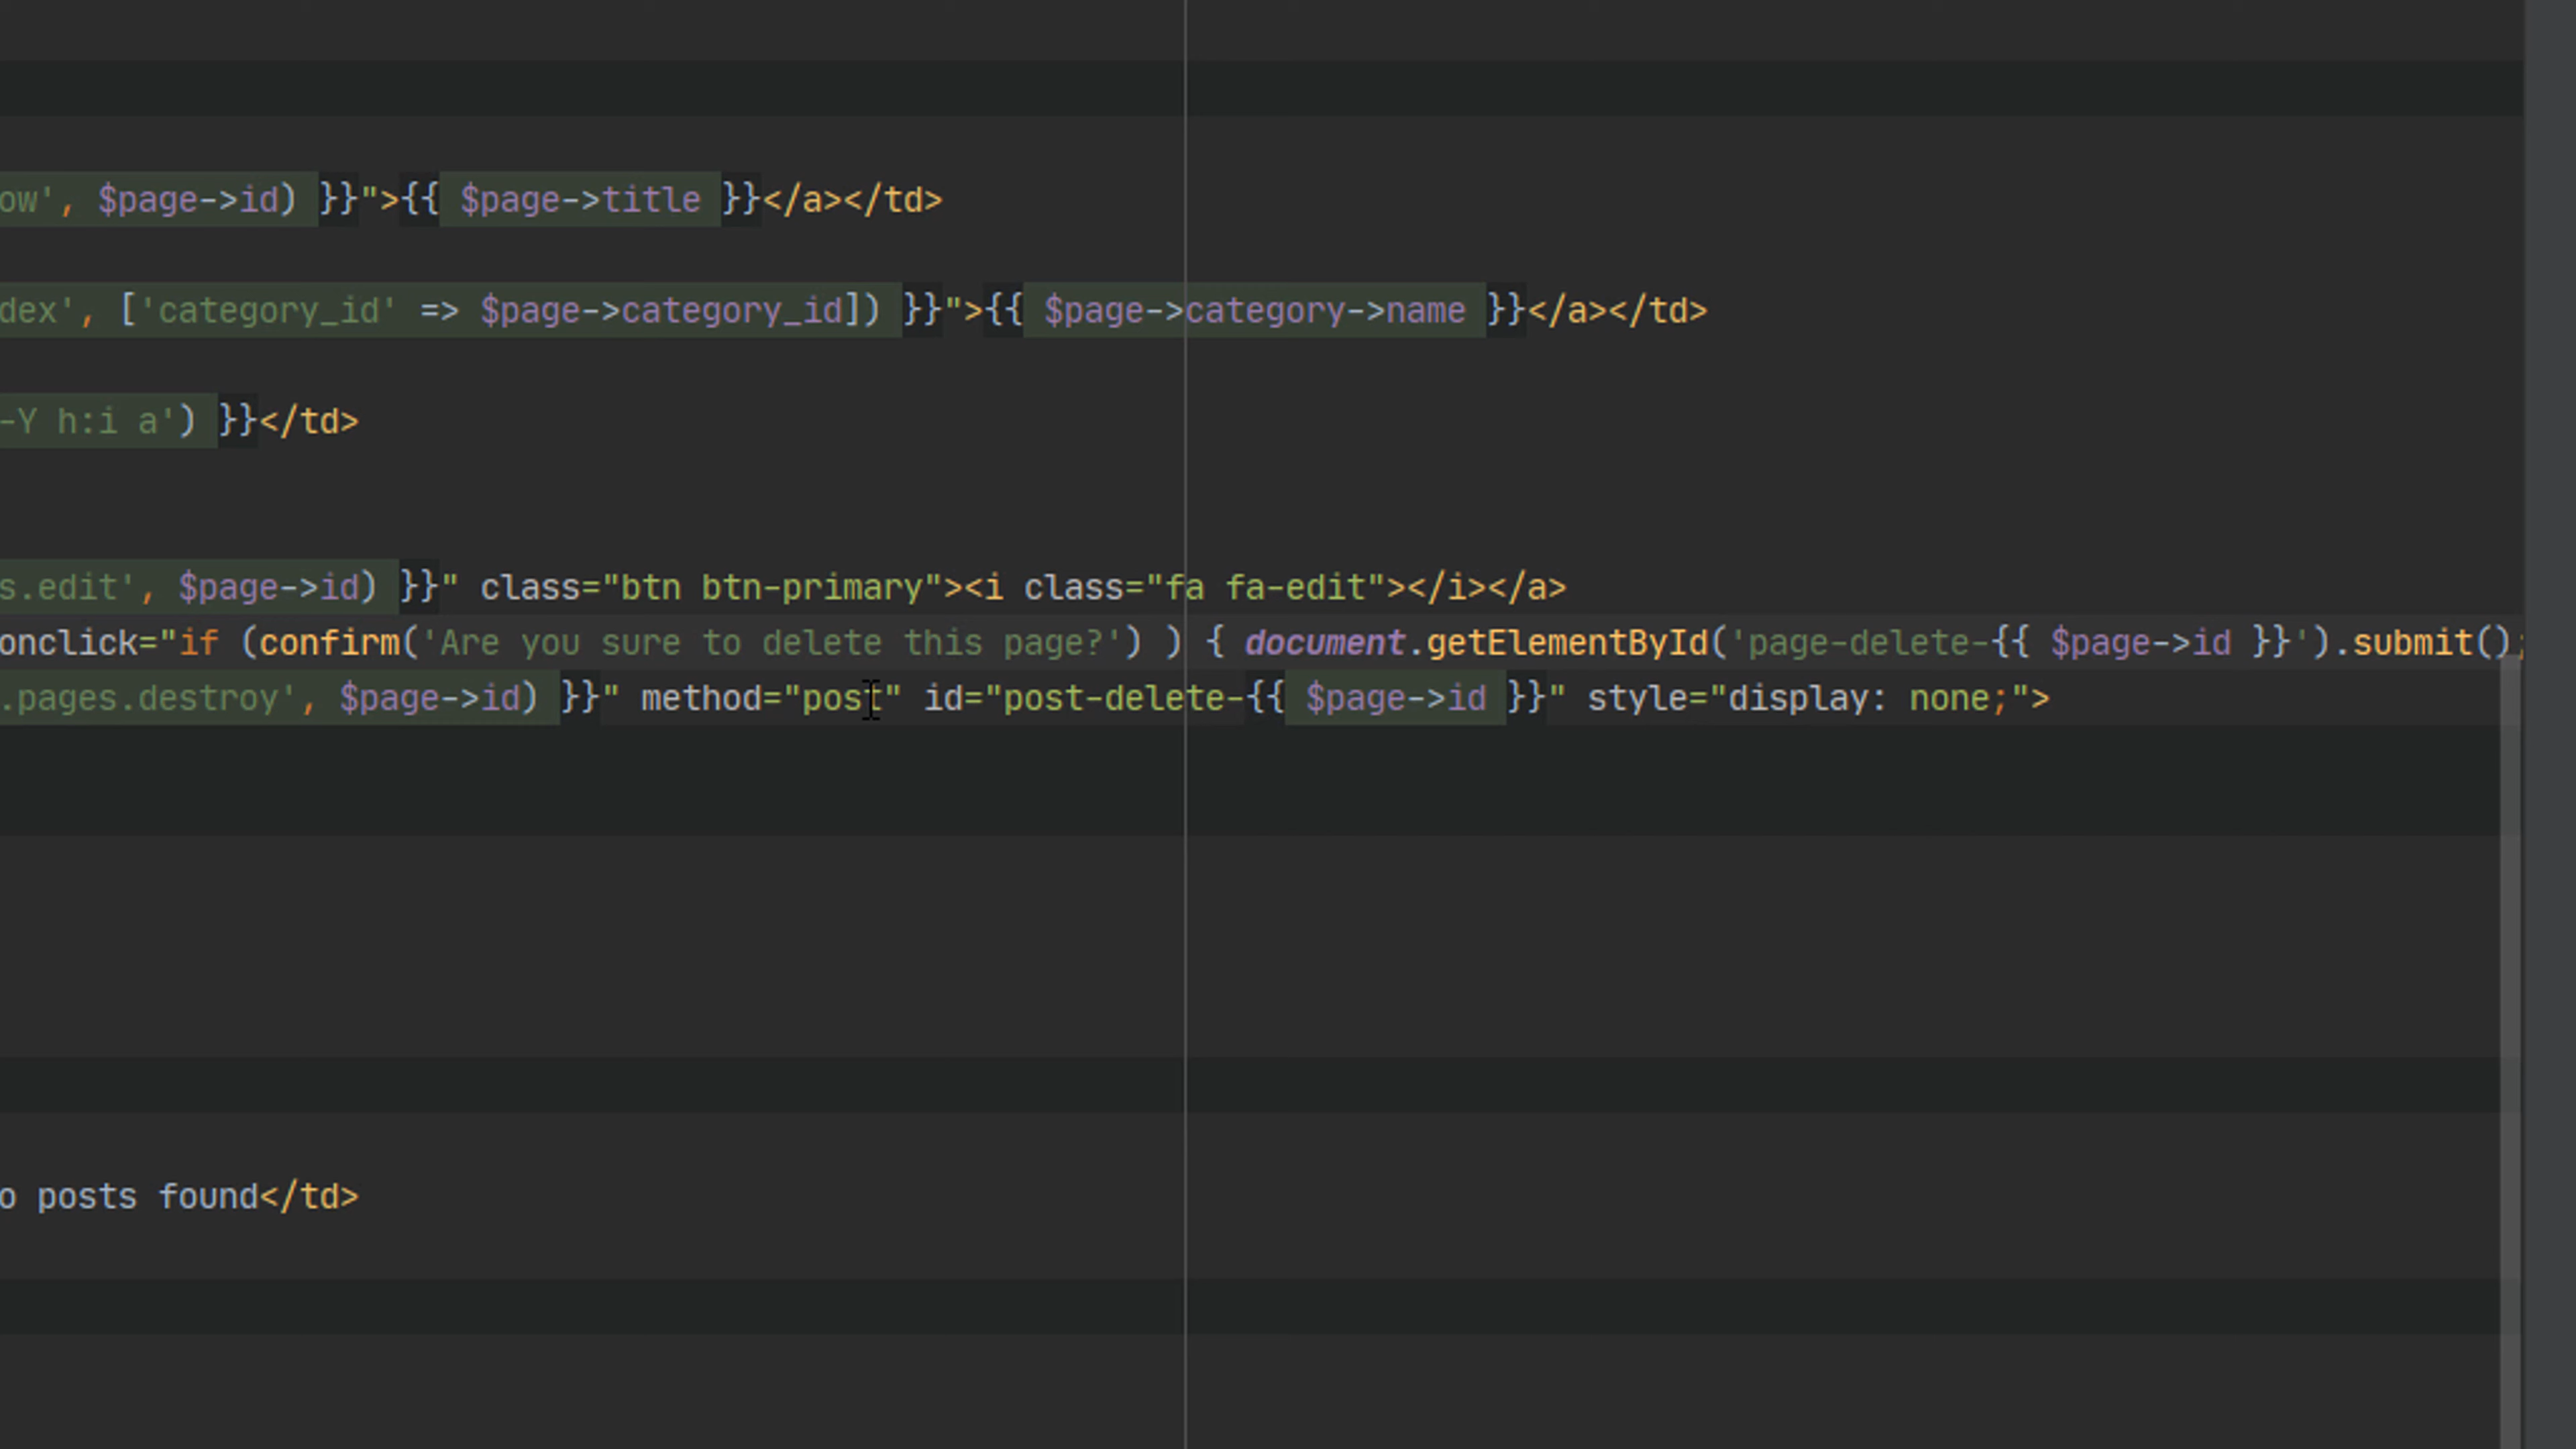 ow', $page->id) }}">{{ $page->title }}</a></td>
dex', ['category_id' => $page->category_id]) }}">{{ $page->category->name }}</a></td>
-Y h:i a') }}</td>
s.edit', $page->id) }}" class="btn btn-primary"><i class="fa fa-edit"></i></a>
onclick="if (confirm('Are you sure to delete this page?') ) { document.getElementById('page-delete-{{ $page->id }}').submit();
.pages.destroy', $page->id) }}" method="post" id="post-delete-{{ $page->id }}" style="display: none;">
o posts found</td>